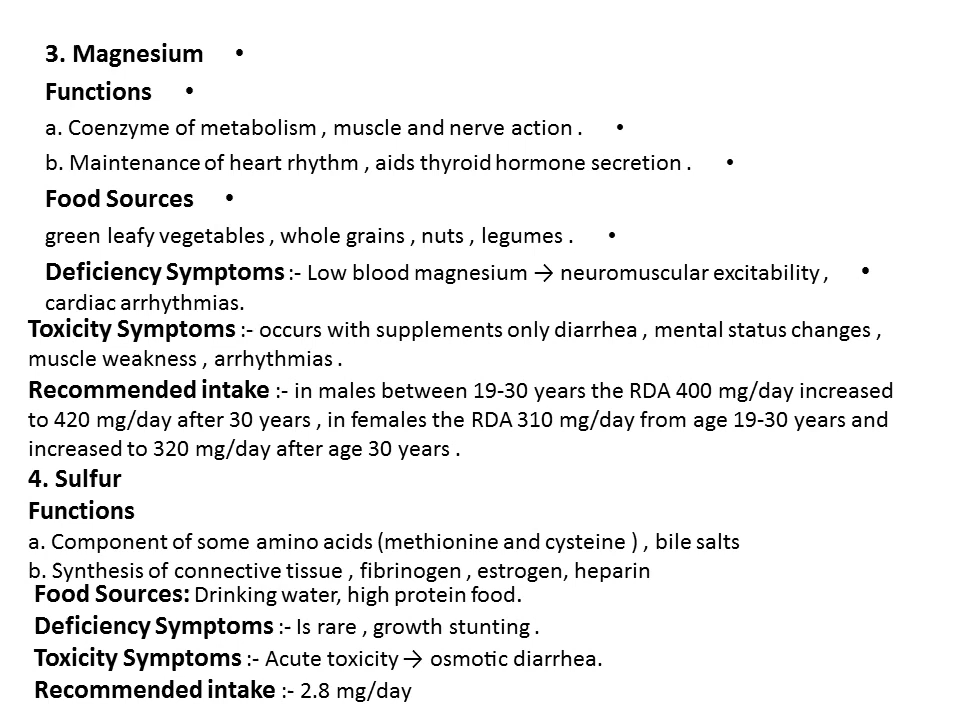 3. Magnesium •
Functions •
a. Coenzyme of metabolism , muscle and nerve action . •
b. Maintenance of heart rhythm , aids thyroid hormone secretion . •
Food Sources •
green leafy vegetables , whole grains , nuts , legumes . •
Deficiency Symptoms :- Low blood magnesium → neuromuscular excitability , •
cardiac arrhythmias.
Toxicity Symptoms :- occurs with supplements only diarrhea , mental status changes ,
muscle weakness , arrhythmias .
Recommended intake :- in males between 19-30 years the RDA 400 mg/day increased
to 420 mg/day after 30 years , in females the RDA 310 mg/day from age 19-30 years and
increased to 320 mg/day after age 30 years .
4. Sulfur
Functions
a. Component of some amino acids (methionine and cysteine ) , bile salts
b. Synthesis of connective tissue , fibrinogen , estrogen, heparin
Food Sources: Drinking water, high protein food.
Deficiency Symptoms :- Is rare , growth stunting .
Toxicity Symptoms :- Acute toxicity → osmotic diarrhea.
Recommended intake :- 2.8 mg/day